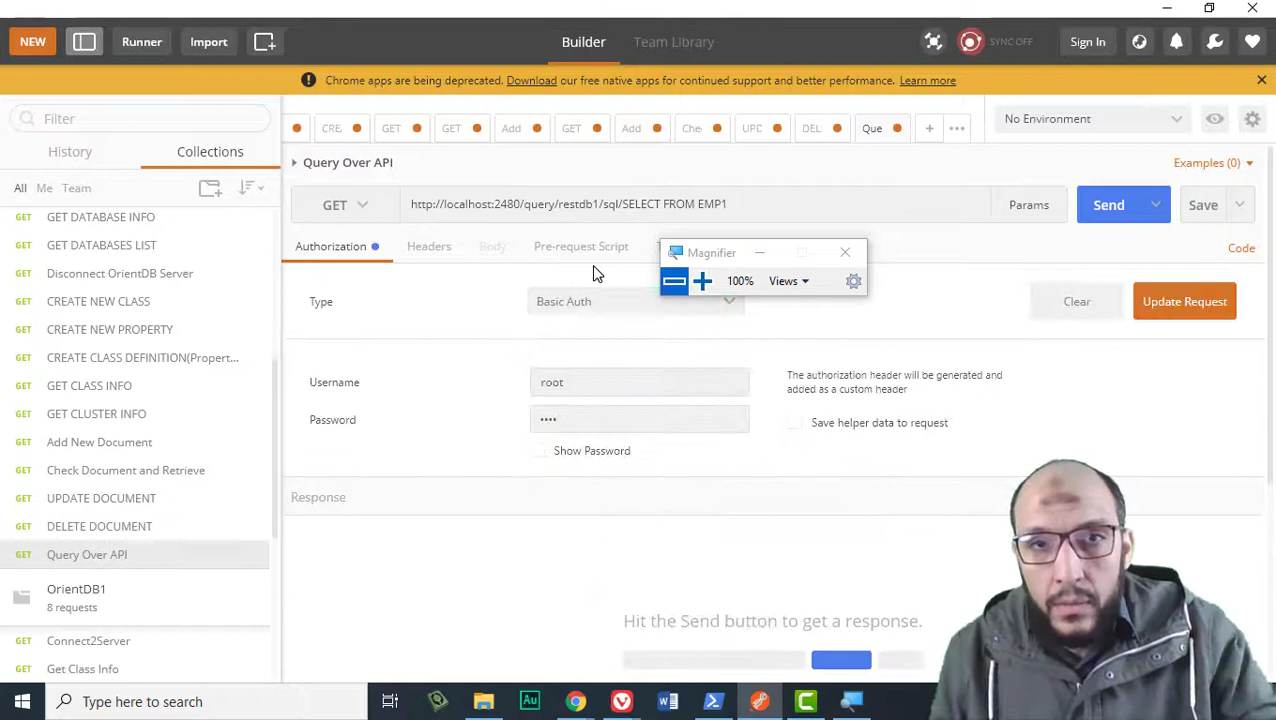 NEW
Runner
Import
Builder
Team Library
SYNC OFF
Sign In
Chrome apps are being deprecated. Download our free native apps for continued support and better performance. Learn more
Filter
CRE
GET
GET
Add
GET
Add
Che
UPD
DEL
Que
No Environment
History
Collections
Query Over API
Examples (0)
All Me Team
GET
http://localhost:2480/query/restdb1/sql/SELECT FROM EMP1
Params
Send
Save
Authorization
Headers
Body
Pre-request Script
Code
Magnifier
100%
Views
Type
Basic Auth
Clear
Update Request
Username
root
Password
••••
Show Password
The authorization header will be generated and
added as a custom header
Save helper data to request
Response
Hit the Send button to get a response.
GET GET DATABASE INFO
GET GET DATABASES LIST
GET Disconnect OrientDB Server
GET CREATE NEW CLASS
GET CREATE NEW PROPERTY
GET CREATE CLASS DEFINITION(Propert...
GET GET CLASS INFO
GET GET CLUSTER INFO
GET Add New Document
GET Check Document and Retrieve
GET UPDATE DOCUMENT
GET DELETE DOCUMENT
GET Query Over API
OrientDB1
8 requests
GET Connect2Server
GET Get Class Info
Type here to search
Au